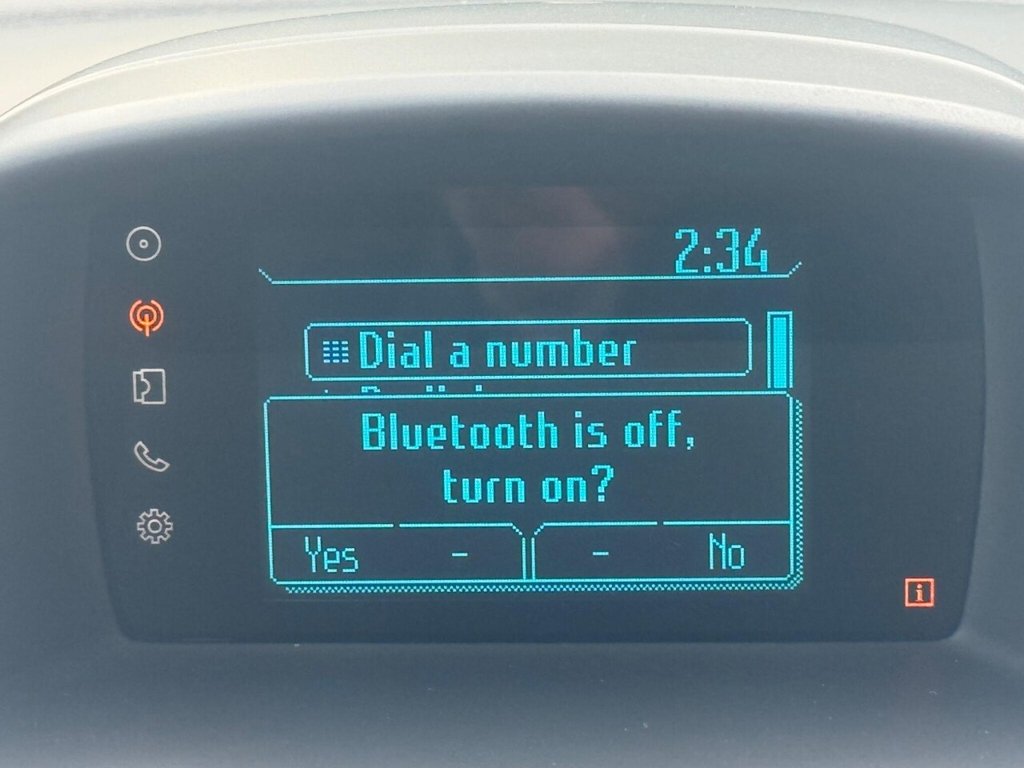 2:34
Dial a number
Bluetooth is off,
turn on?
Yes - - No
i